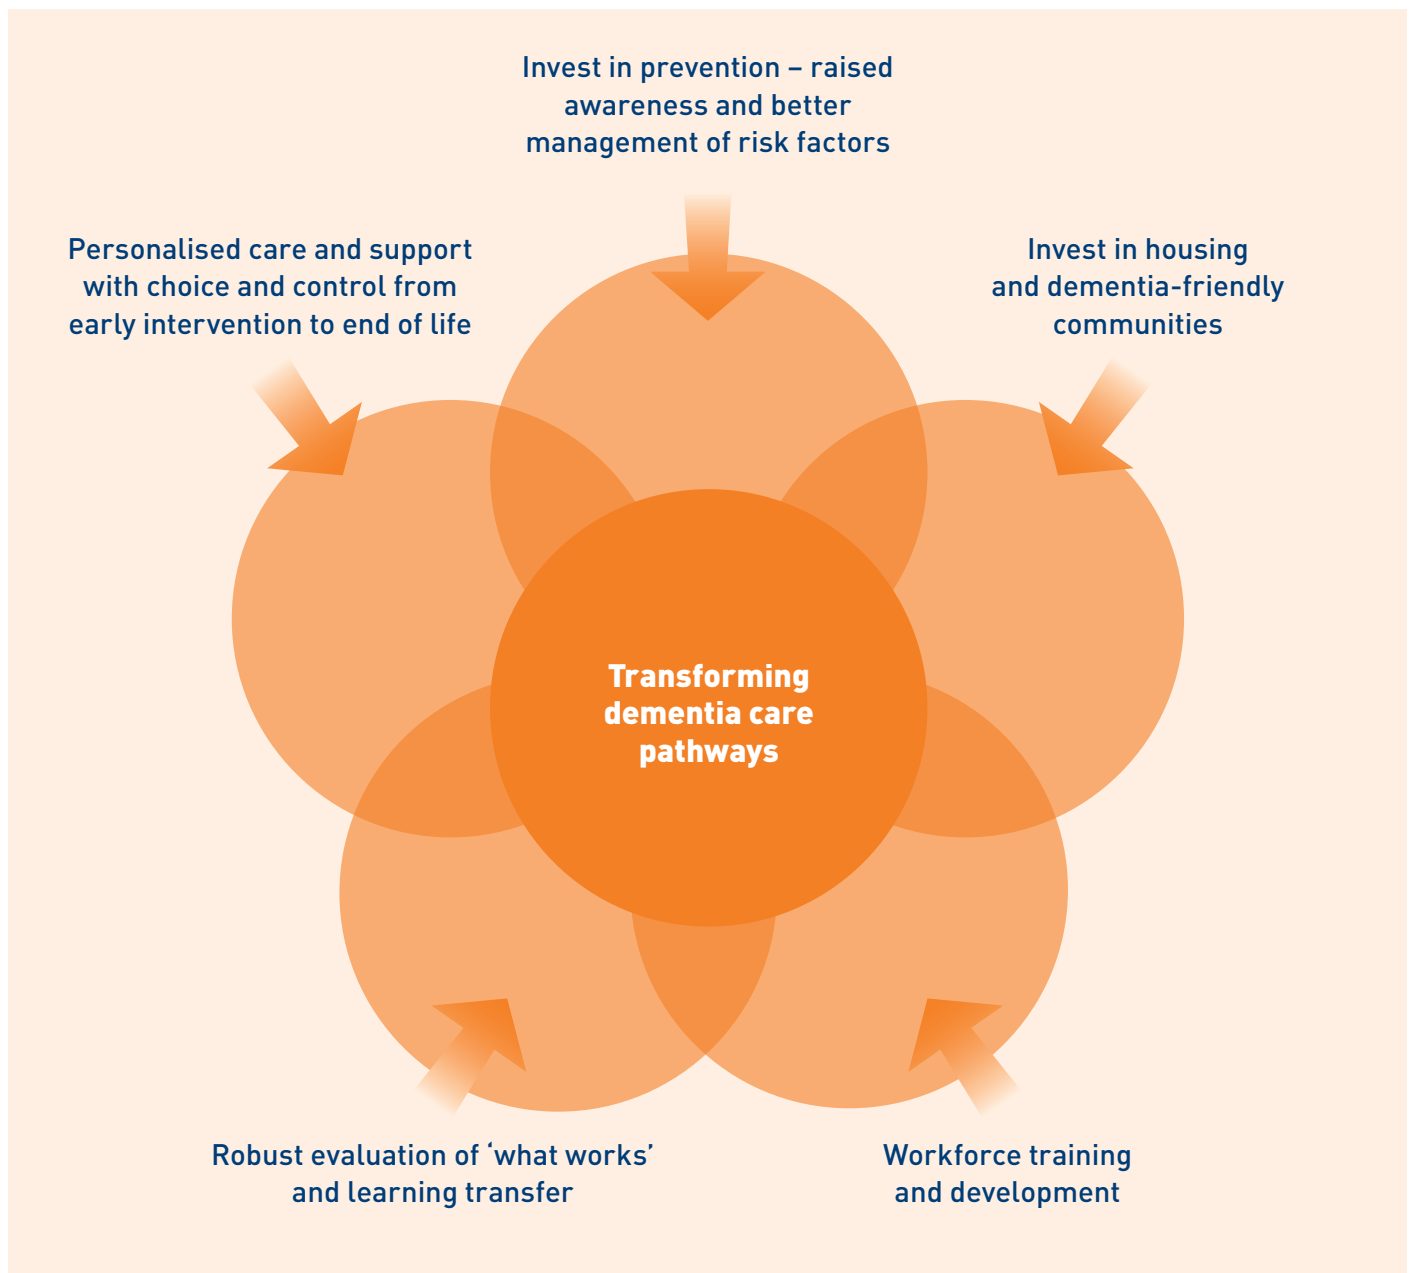 Invest in prevention – raised
awareness and better
management of risk factors
Personalised care and support
with choice and control from
early intervention to end of life
Invest in housing
and dementia-friendly
communities
Transforming
dementia care
pathways
Robust evaluation of ‘what works’
and learning transfer
Workforce training
and development